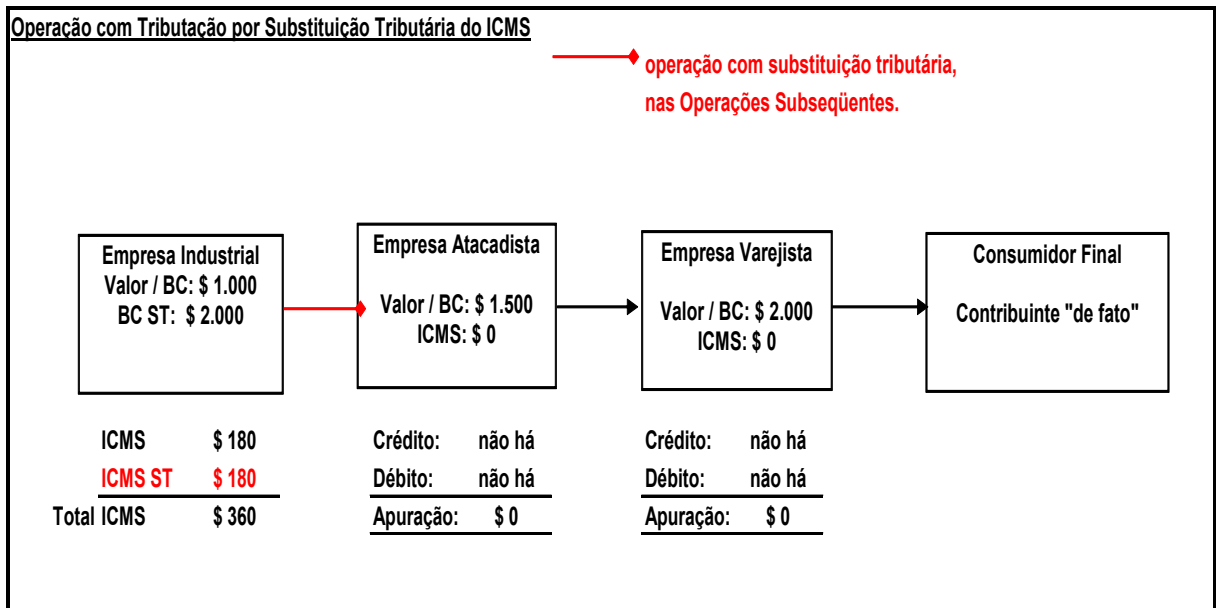 Operação com Tributação por Substituição Tributária do ICMS
operação com substituição tributária,
nas Operações Subseqüentes.
Empresa Industrial
Valor / BC: $ 1.000
BC ST: $ 2.000
Empresa Atacadista
Valor / BC: $ 1.500
ICMS: $ 0
Empresa Varejista
Valor / BC: $ 2.000
ICMS: $ 0
Consumidor Final
Contribuinte "de fato"
ICMS $ 180
ICMS ST $ 180
Total ICMS $ 360
Crédito: não há
Débito: não há
Apuração: $ 0
Crédito: não há
Débito: não há
Apuração: $ 0